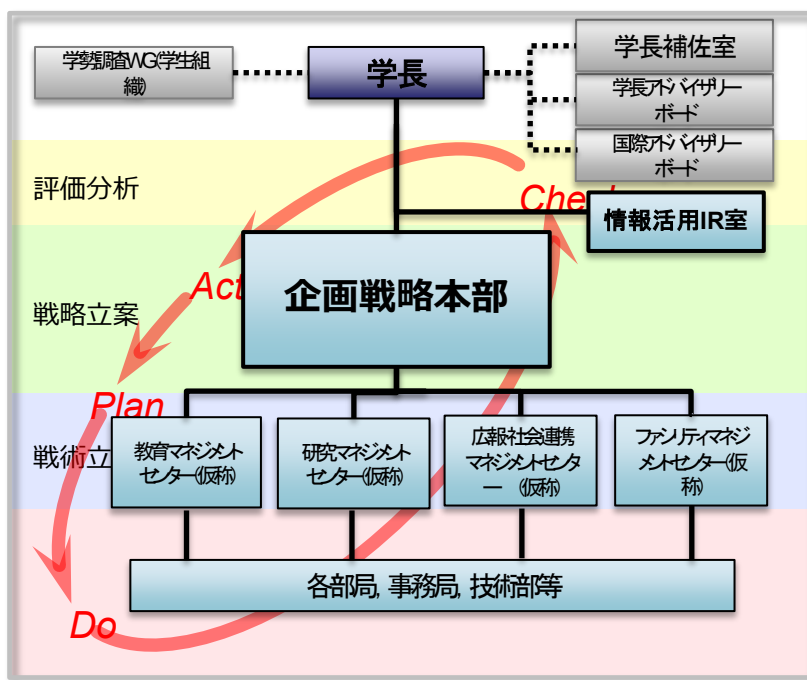 学勢調査WG(学生組
織)
学長
学長補佐室
学長アドバイザリー
ボード
国際アドバイザリー
ボード
評価分析
Check
情報活用IR室
Act
企画戦略本部
戦略立案
Plan
戦術立
教育マネジメント
センター(仮称)
研究マネジメント
センター(仮称)
広報社会連携
マネジメントセンタ
ー (仮称)
ファシリティマネジ
メントセンター(仮
称)
各部局, 事務局, 技術部等
Do